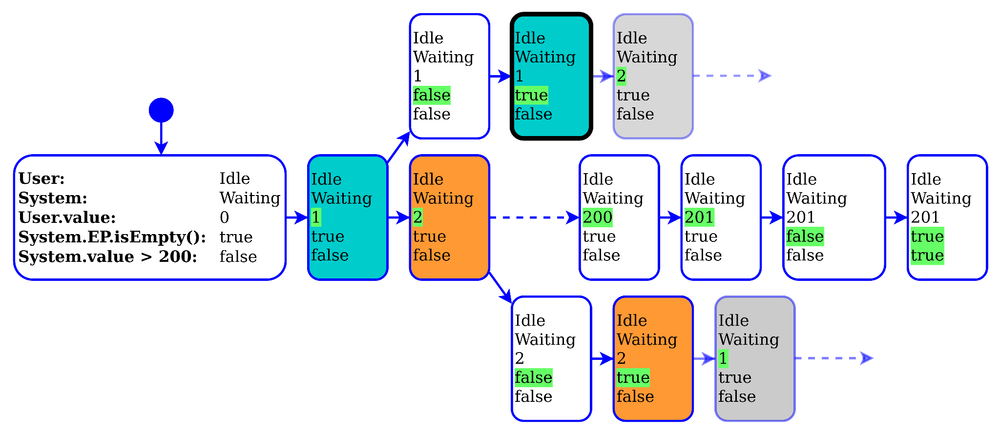 Idle
Waiting
1
false
false
Idle
Waiting
1
true
false
Idle
Waiting
2
true
false
User: Idle
System: Waiting
User.value: 0
System.EP.isEmpty(): true
System.value > 200: false
Idle
Waiting
1
true
false
Idle
Waiting
2
true
false
Idle
Waiting
200
true
false
Idle
Waiting
201
true
false
Idle
Waiting
201
false
false
Idle
Waiting
201
true
true
Idle
Waiting
2
false
false
Idle
Waiting
2
true
false
Idle
Waiting
1
true
false